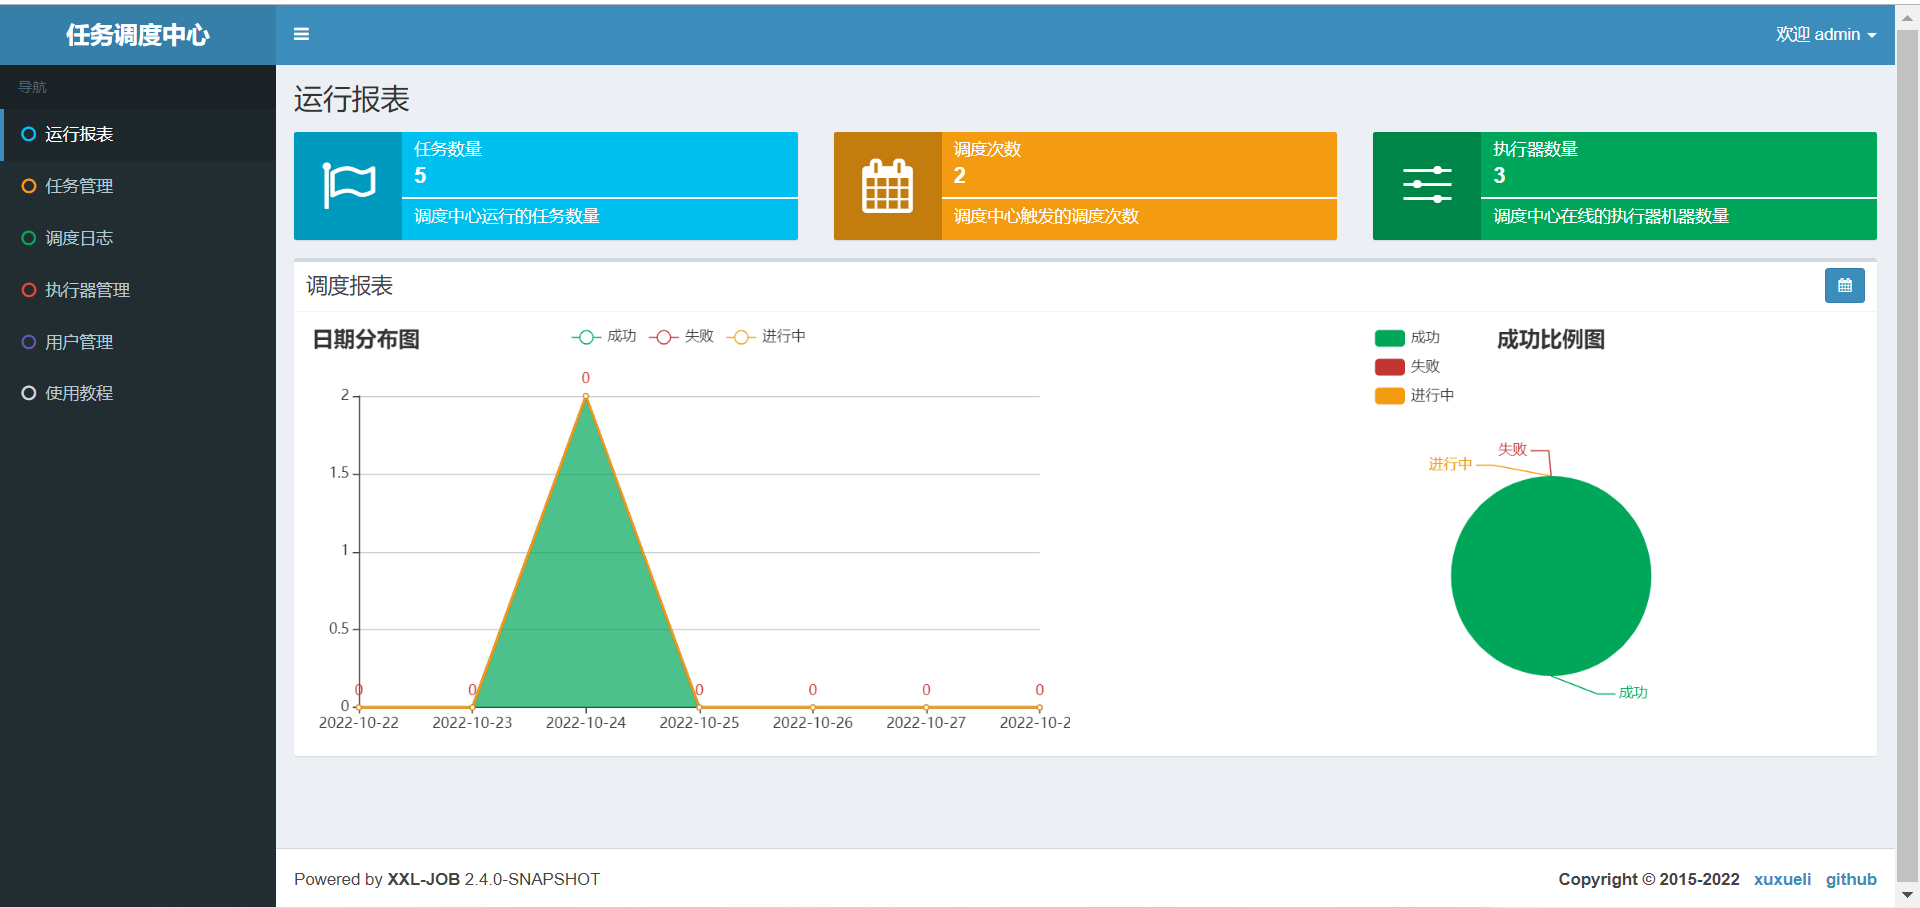 任务调度中心
欢迎 admin
导航
运行报表
任务管理
调度日志
执行器管理
用户管理
使用教程
运行报表
任务数量
5
调度中心运行的任务数量
调度次数
2
调度中心触发的调度次数
执行器数量
3
调度中心在线的执行器机器数量
调度报表
日期分布图
成功 失败 进行中
0
2
1.5
1
0.5
0
0 0 0 0 0 0
2022-10-22 2022-10-23 2022-10-24 2022-10-25 2022-10-26 2022-10-27 2022-10-2
成功
失败
进行中
成功比例图
失败
进行中
成功
Powered by XXL-JOB 2.4.0-SNAPSHOT
Copyright © 2015-2022 xuxueli github